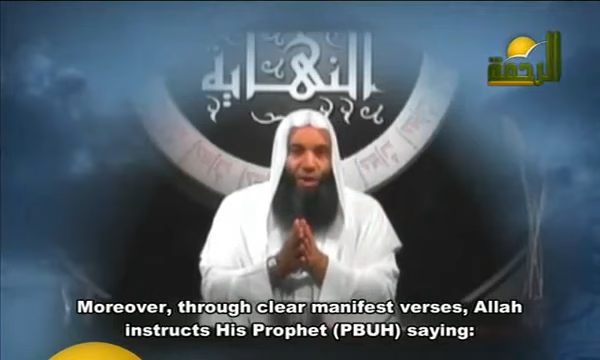 النهاية
الرحمة
Moreover, through clear manifest verses, Allah
instructs His Prophet (PBUH) saying: